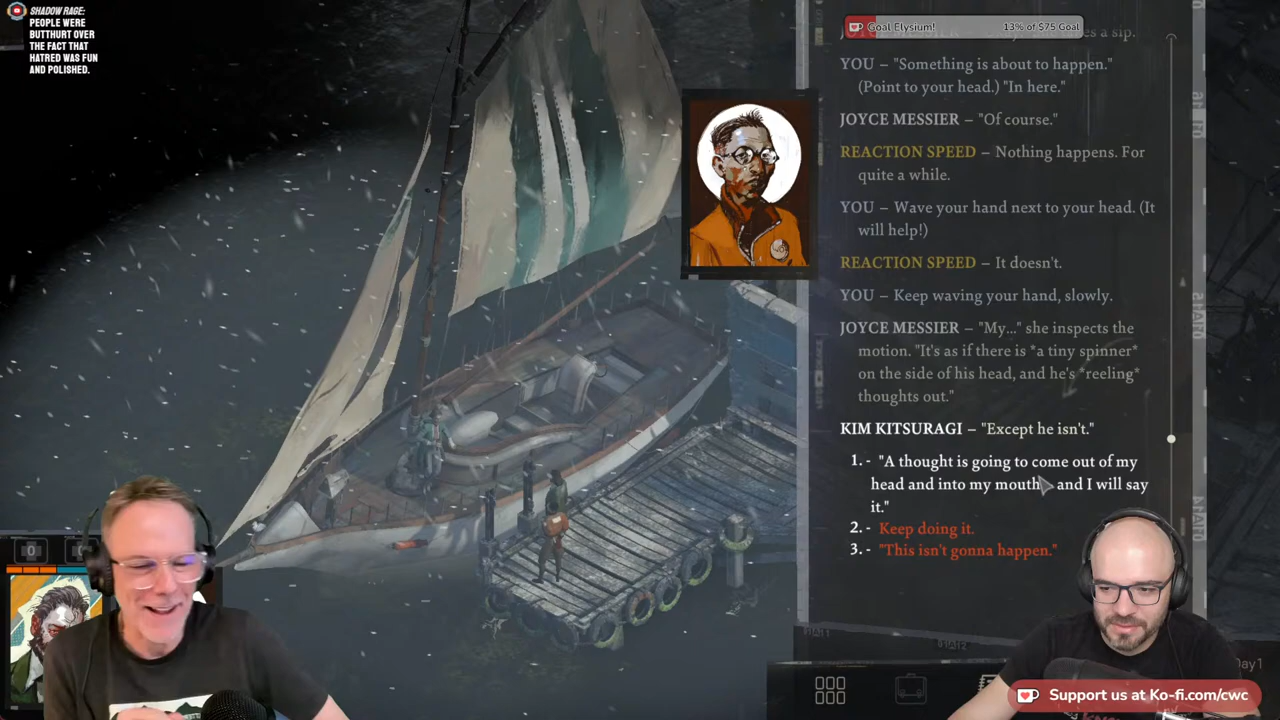 SHADOW RAGE:
PEOPLE WERE
BUTTHURT OVER
THE FACT THAT
HATRED WAS FUN
AND POLISHED.
Goal Elysium! 13% of $75 Goal
a sip.
YOU – "Something is about to happen."
(Point to your head.) "In here."
JOYCE MESSIER – "Of course."
REACTION SPEED – Nothing happens. For
quite a while.
YOU – Wave your hand next to your head. (It
will help!)
REACTION SPEED – It doesn't.
YOU – Keep waving your hand, slowly.
JOYCE MESSIER – "My..." she inspects the
motion. "It's as if there is *a tiny spinner*
on the side of his head, and he's *reeling*
thoughts out."
KIM KITSURAGI – "Except he isn't."
1. - "A thought is going to come out of my
head and into my mouth and I will say
it."
2. - Keep doing it.
3. - "This isn't gonna happen."
0
Day 1
Support us at Ko-fi.com/cwc